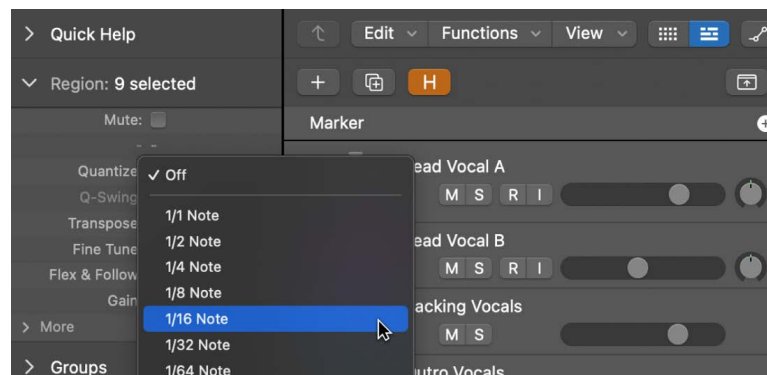 Quick Help
Edit Functions View
Region: 9 selected
H
Mute:
Marker
Quantize
Off
ead Vocal A
Q-Swing
M S R I
1/1 Note
Transpose
1/2 Note
ead Vocal B
Fine Tune
1/4 Note
M S R I
Flex & Follow
1/8 Note
Gain
1/16 Note
acking Vocals
More
1/32 Note
M S
Groups
1/64 Note
utro Vocals